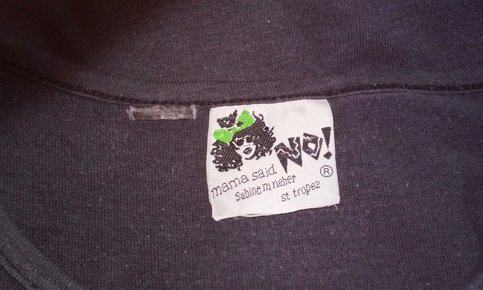 No!
mama said
Sabine m neher
st tropez
®